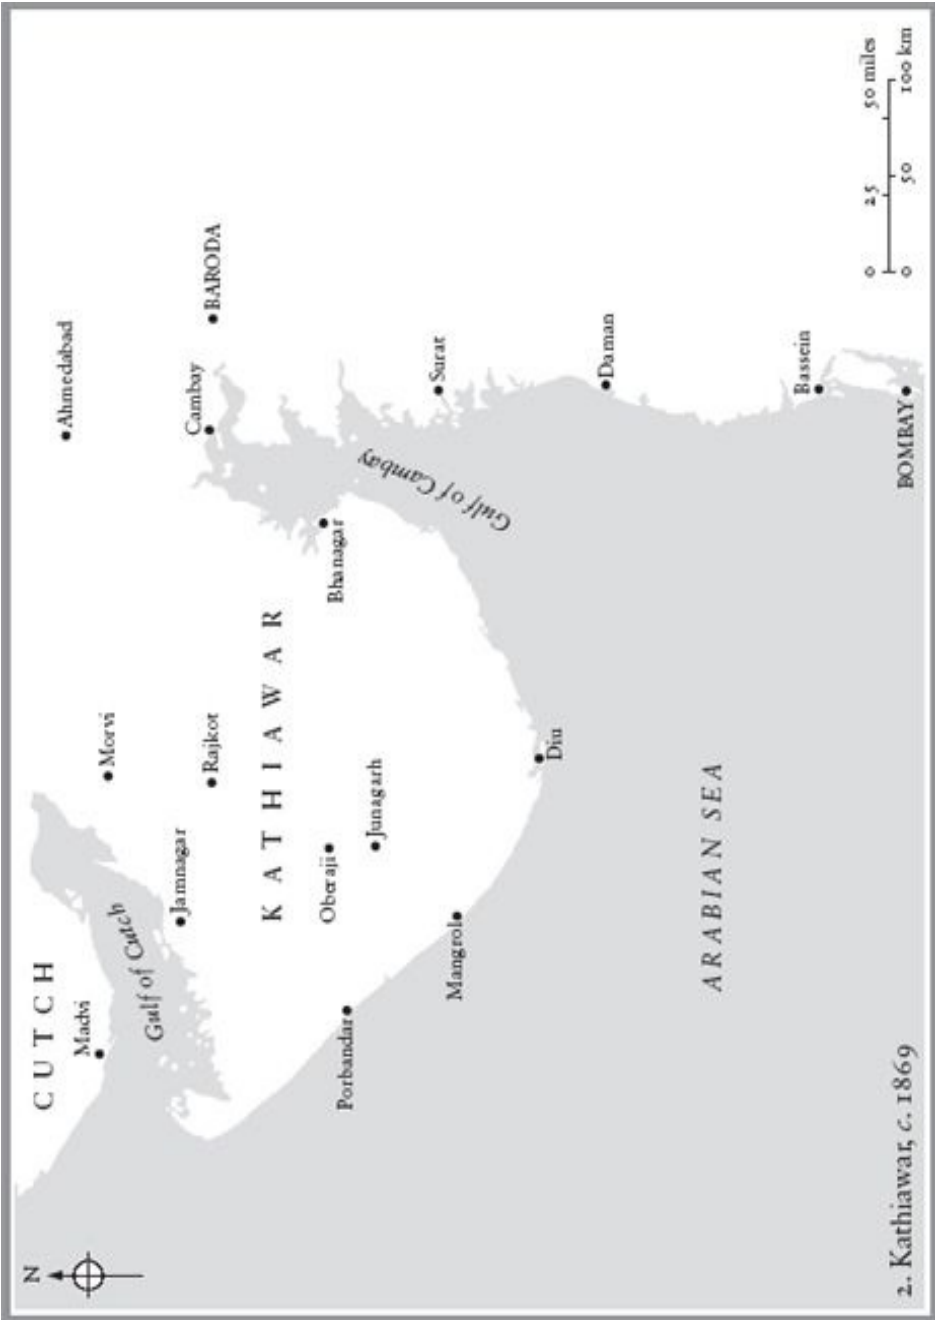 N
CUTCH
Madvi
Gulf of Cutch
Morvi
Ahmedabad
Jamnagar
Rajkot
Cambay
BARODA
KATHIAWAR
Oberaji
Bhanagar
Porbandar
Junagarh
Gulf of Cambay
Surat
Mangrol
Diu
Daman
ARABIAN SEA
Bassein
BOMBAY
0 25 50 miles
0 50 100 km
2. Kathiawar, c. 1869